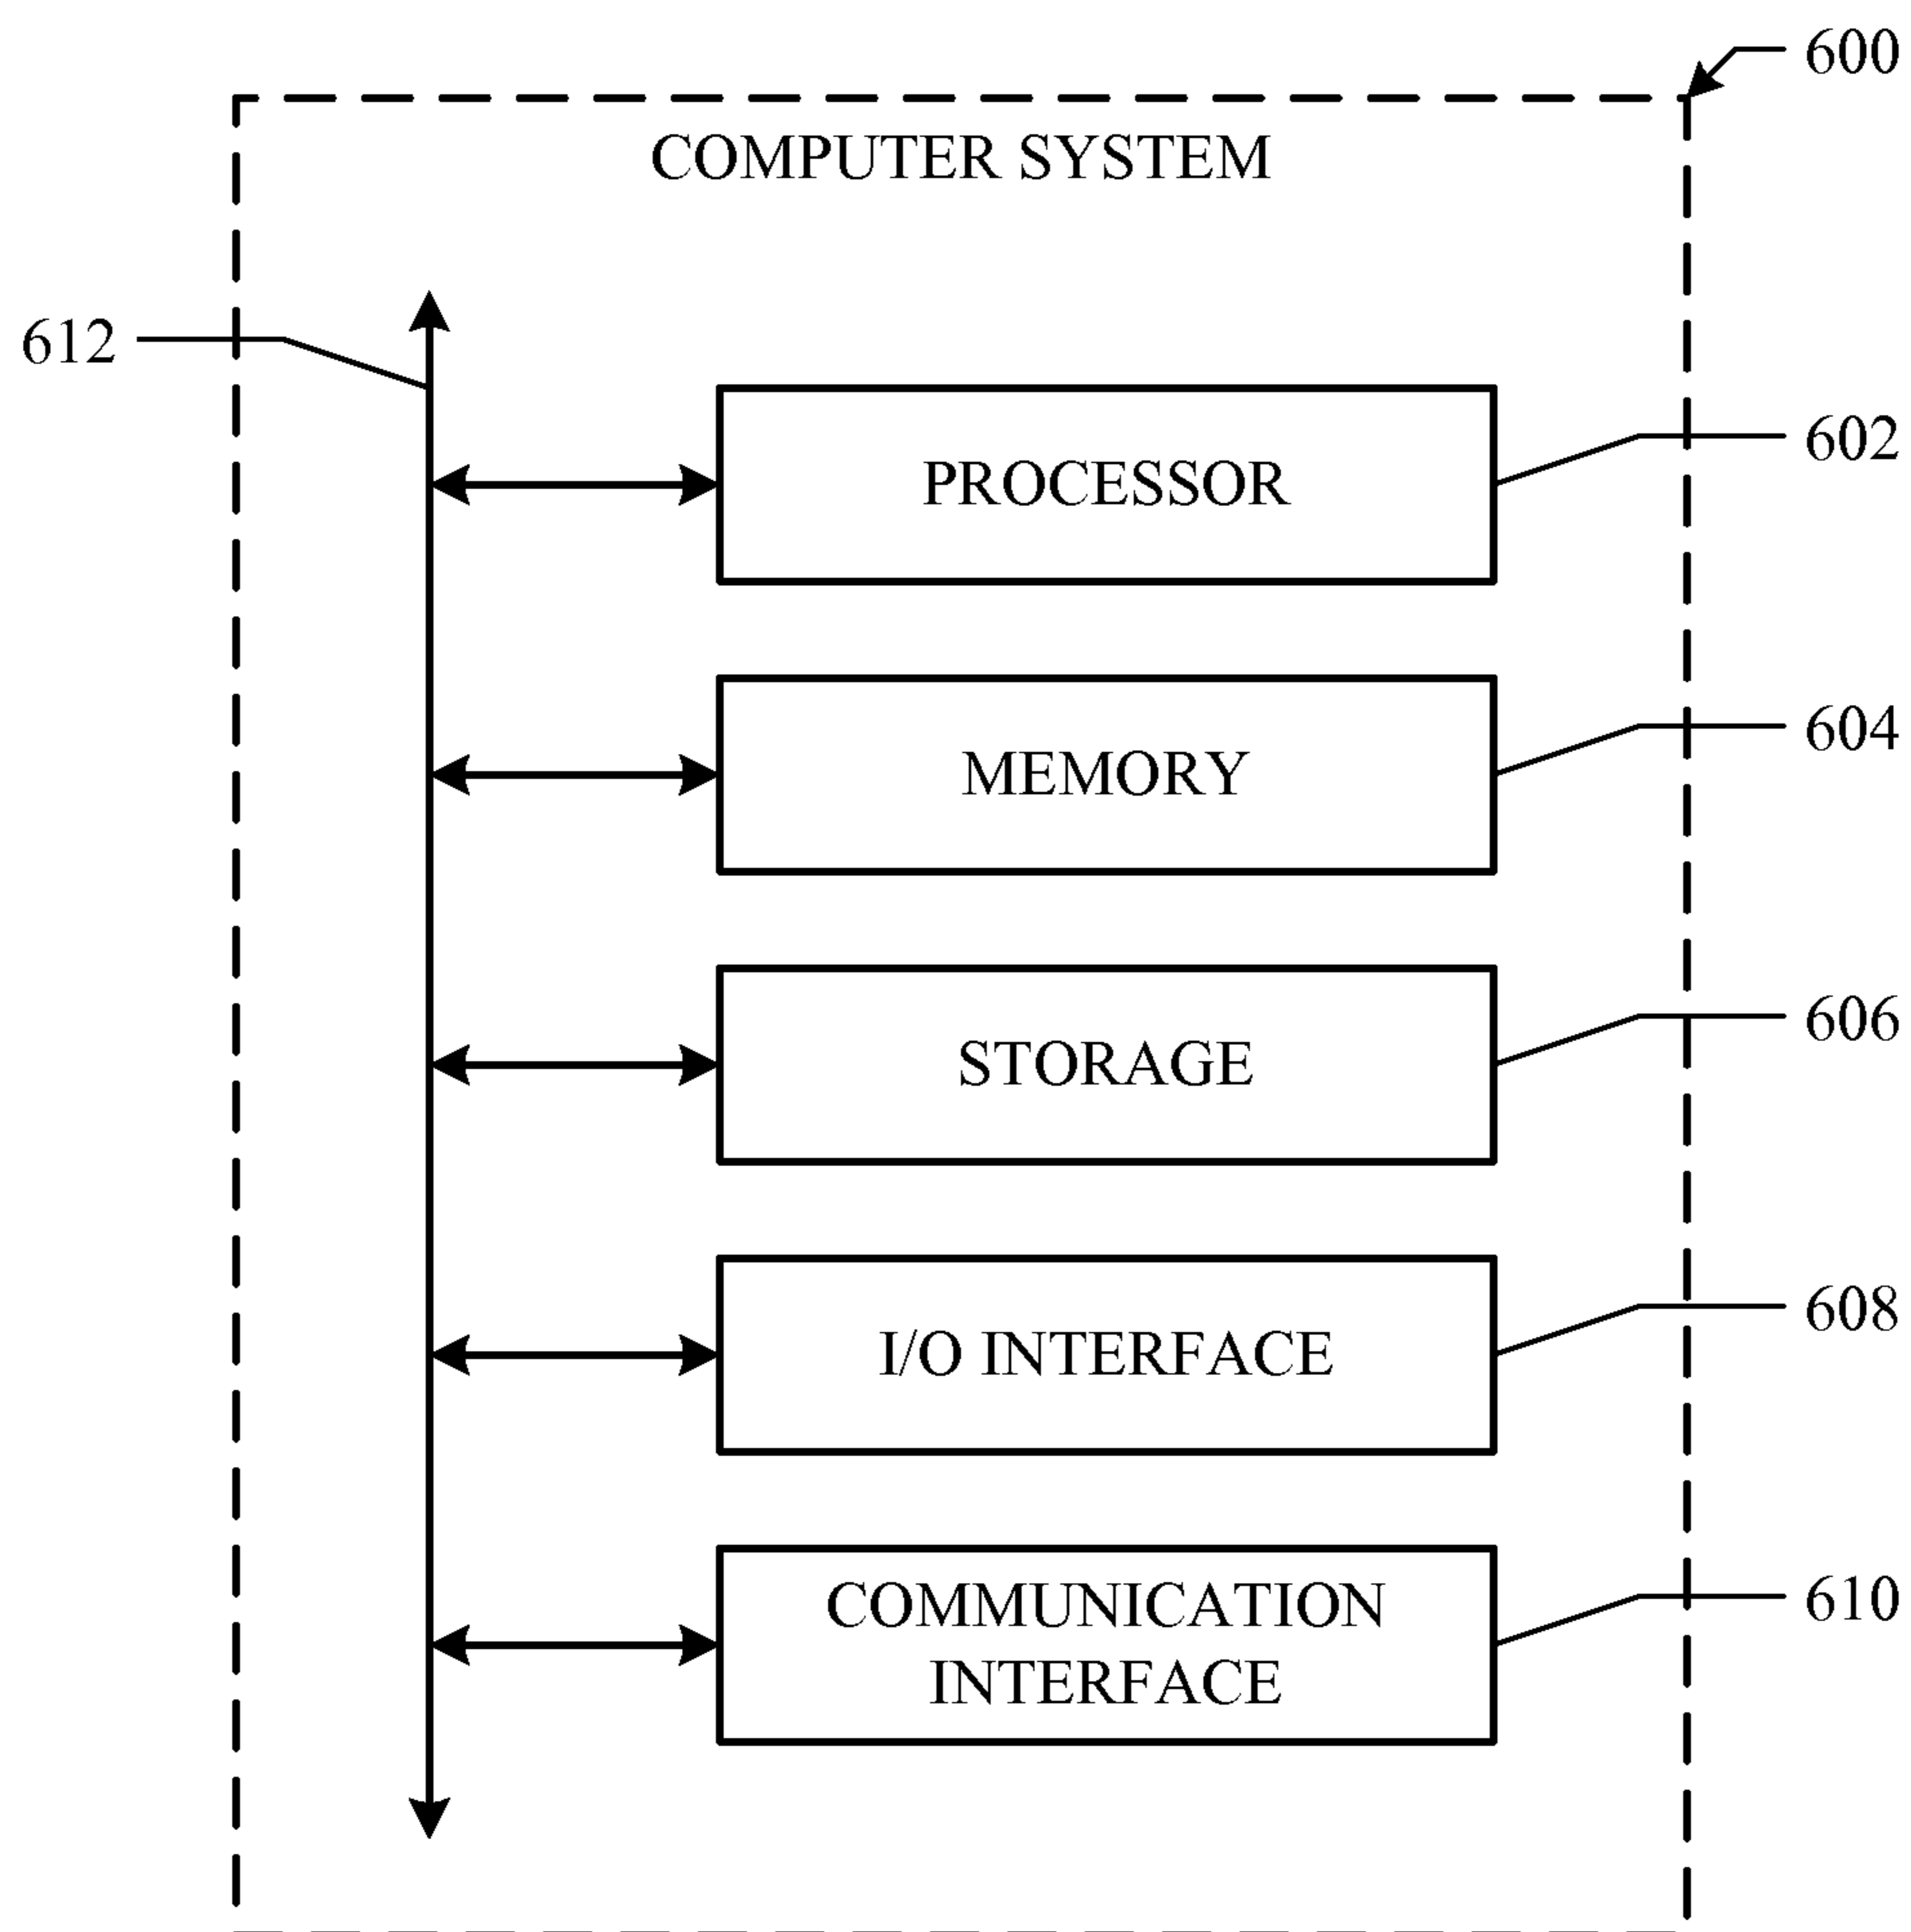 600
COMPUTER SYSTEM
612
PROCESSOR
602
MEMORY
604
STORAGE
606
I/O INTERFACE
608
COMMUNICATION
INTERFACE
610